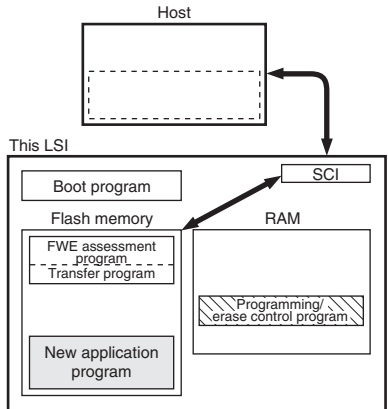 Host
This LSI
SCI
Boot program
Flash memory
RAM
FWE assessment
program
Transfer program
Programming/
erase control program
New application
program